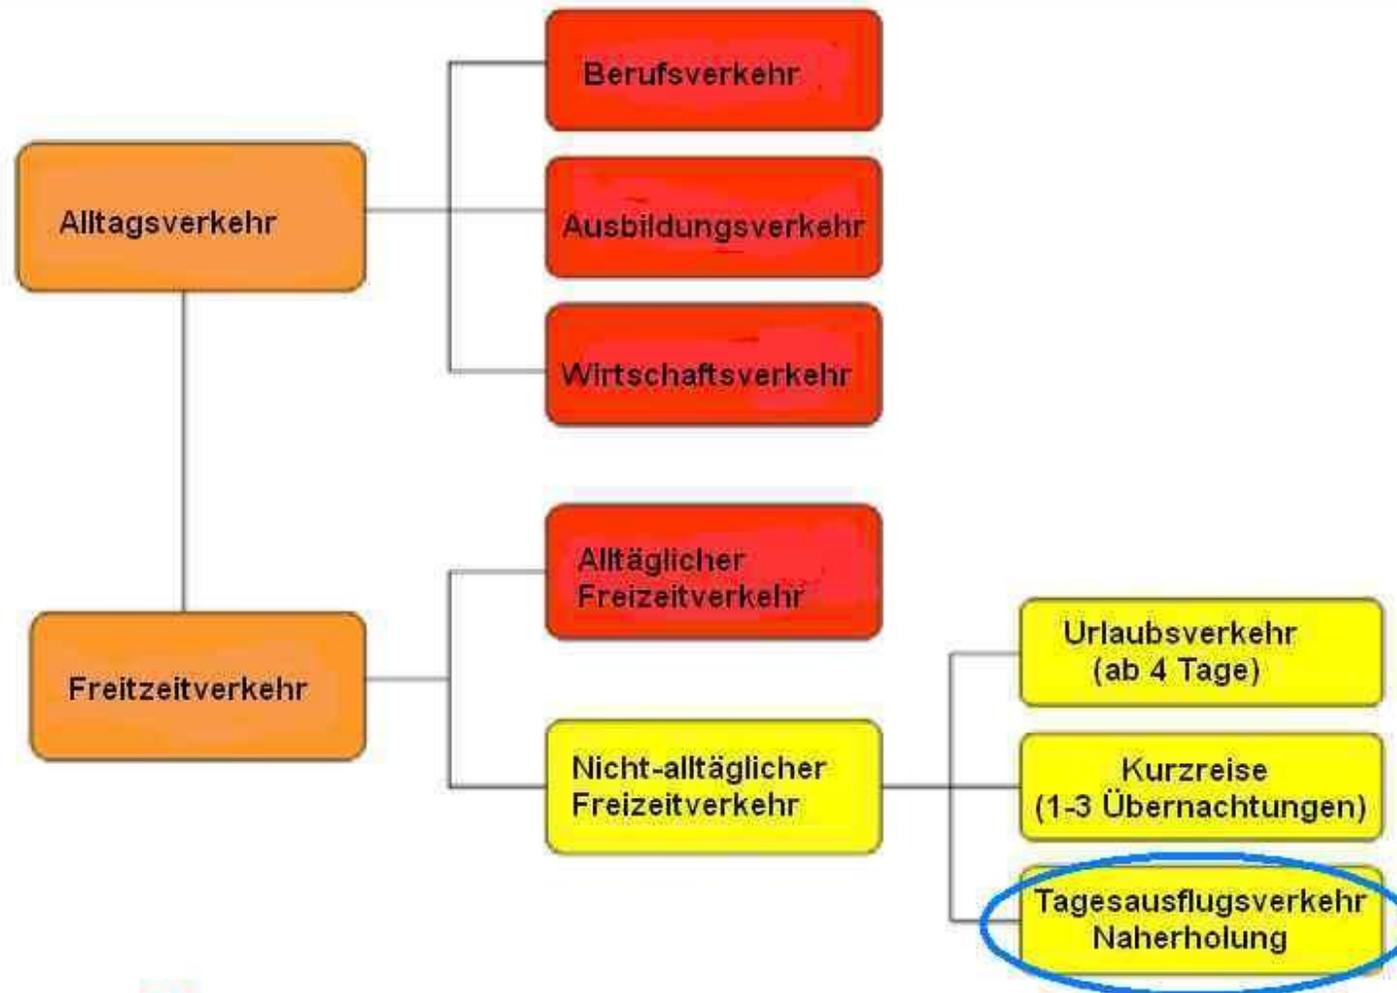 Berufsverkehr
Alltagsverkehr
Ausbildungsverkehr
Wirtschaftsverkehr
Alltäglicher
Freizeitverkehr
Freitzeitverkehr
Nicht-alltäglicher
Freizeitverkehr
Urlaubsverkehr
(ab 4 Tage)
Kurzreise
(1-3 Übernachtungen)
Tagesausflugsverkehr
Naherholung